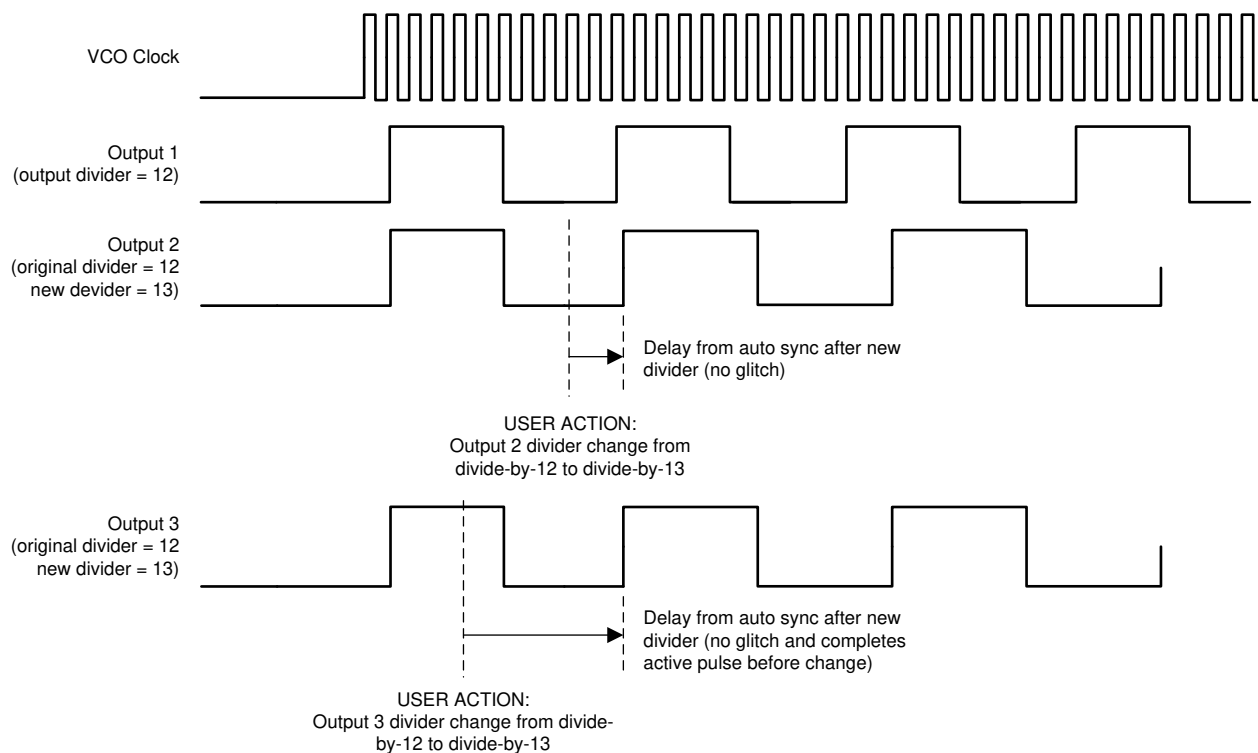 VCO Clock
Output 1
(output divider = 12)
Output 2
(original divider = 12
new devider = 13)
Delay from auto sync after new
divider (no glitch)
USER ACTION:
Output 2 divider change from
divide-by-12 to divide-by-13
Output 3
(original divider = 12
new divider = 13)
Delay from auto sync after new
divider (no glitch and completes
active pulse before change)
USER ACTION:
Output 3 divider change from divide-
by-12 to divide-by-13